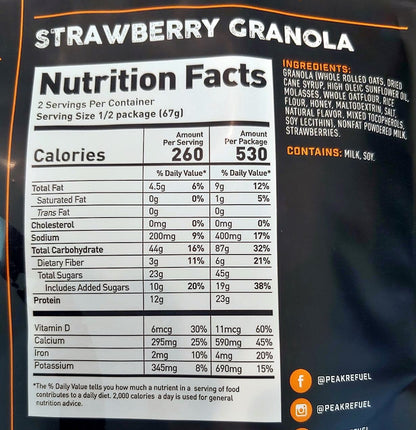 STRAWBERRY GRANOLA
Nutrition Facts
2 Servings Per Container
Serving Size 1/2 package (67g)
Amount Per Serving Amount Per Package
Calories 260 530
% Daily Value* % Daily Value*
Total Fat 4.5g 6% 9g 12%
Saturated Fat 0g 0% 1g 5%
Trans Fat 0g 0g
Cholesterol 0mg 0% 0mg 0%
Sodium 200mg 9% 400mg 17%
Total Carbohydrate 44g 16% 87g 32%
Dietary Fiber 3g 11% 6g 21%
Total Sugars 23g 45g
Includes Added Sugars 10g 20% 19g 38%
Protein 12g 23g
Vitamin D 6mcg 30% 11mcg 60%
Calcium 295mg 25% 590mg 45%
Iron 2mg 10% 4mg 20%
Potassium 345mg 8% 690mg 15%
*The % Daily Value tells you how much a nutrient in a serving of food
contributes to a daily diet. 2,000 calories a day is used for general
nutrition advice.
INGREDIENTS:
GRANOLA (WHOLE ROLLED OATS, DRIED
CANE SYRUP, HIGH OLEIC SUNFLOWER OIL,
MOLASSES, WHOLE OAT FLOUR, RICE
FLOUR, HONEY, MALTODEXTRIN, SALT,
NATURAL FLAVOR, MIXED TOCOPHEROLS,
SOY LECITHIN), NONFAT POWDERED MILK,
STRAWBERRIES.
CONTAINS: MILK, SOY.
@PEAKREFUEL
@PEAKREFUEL